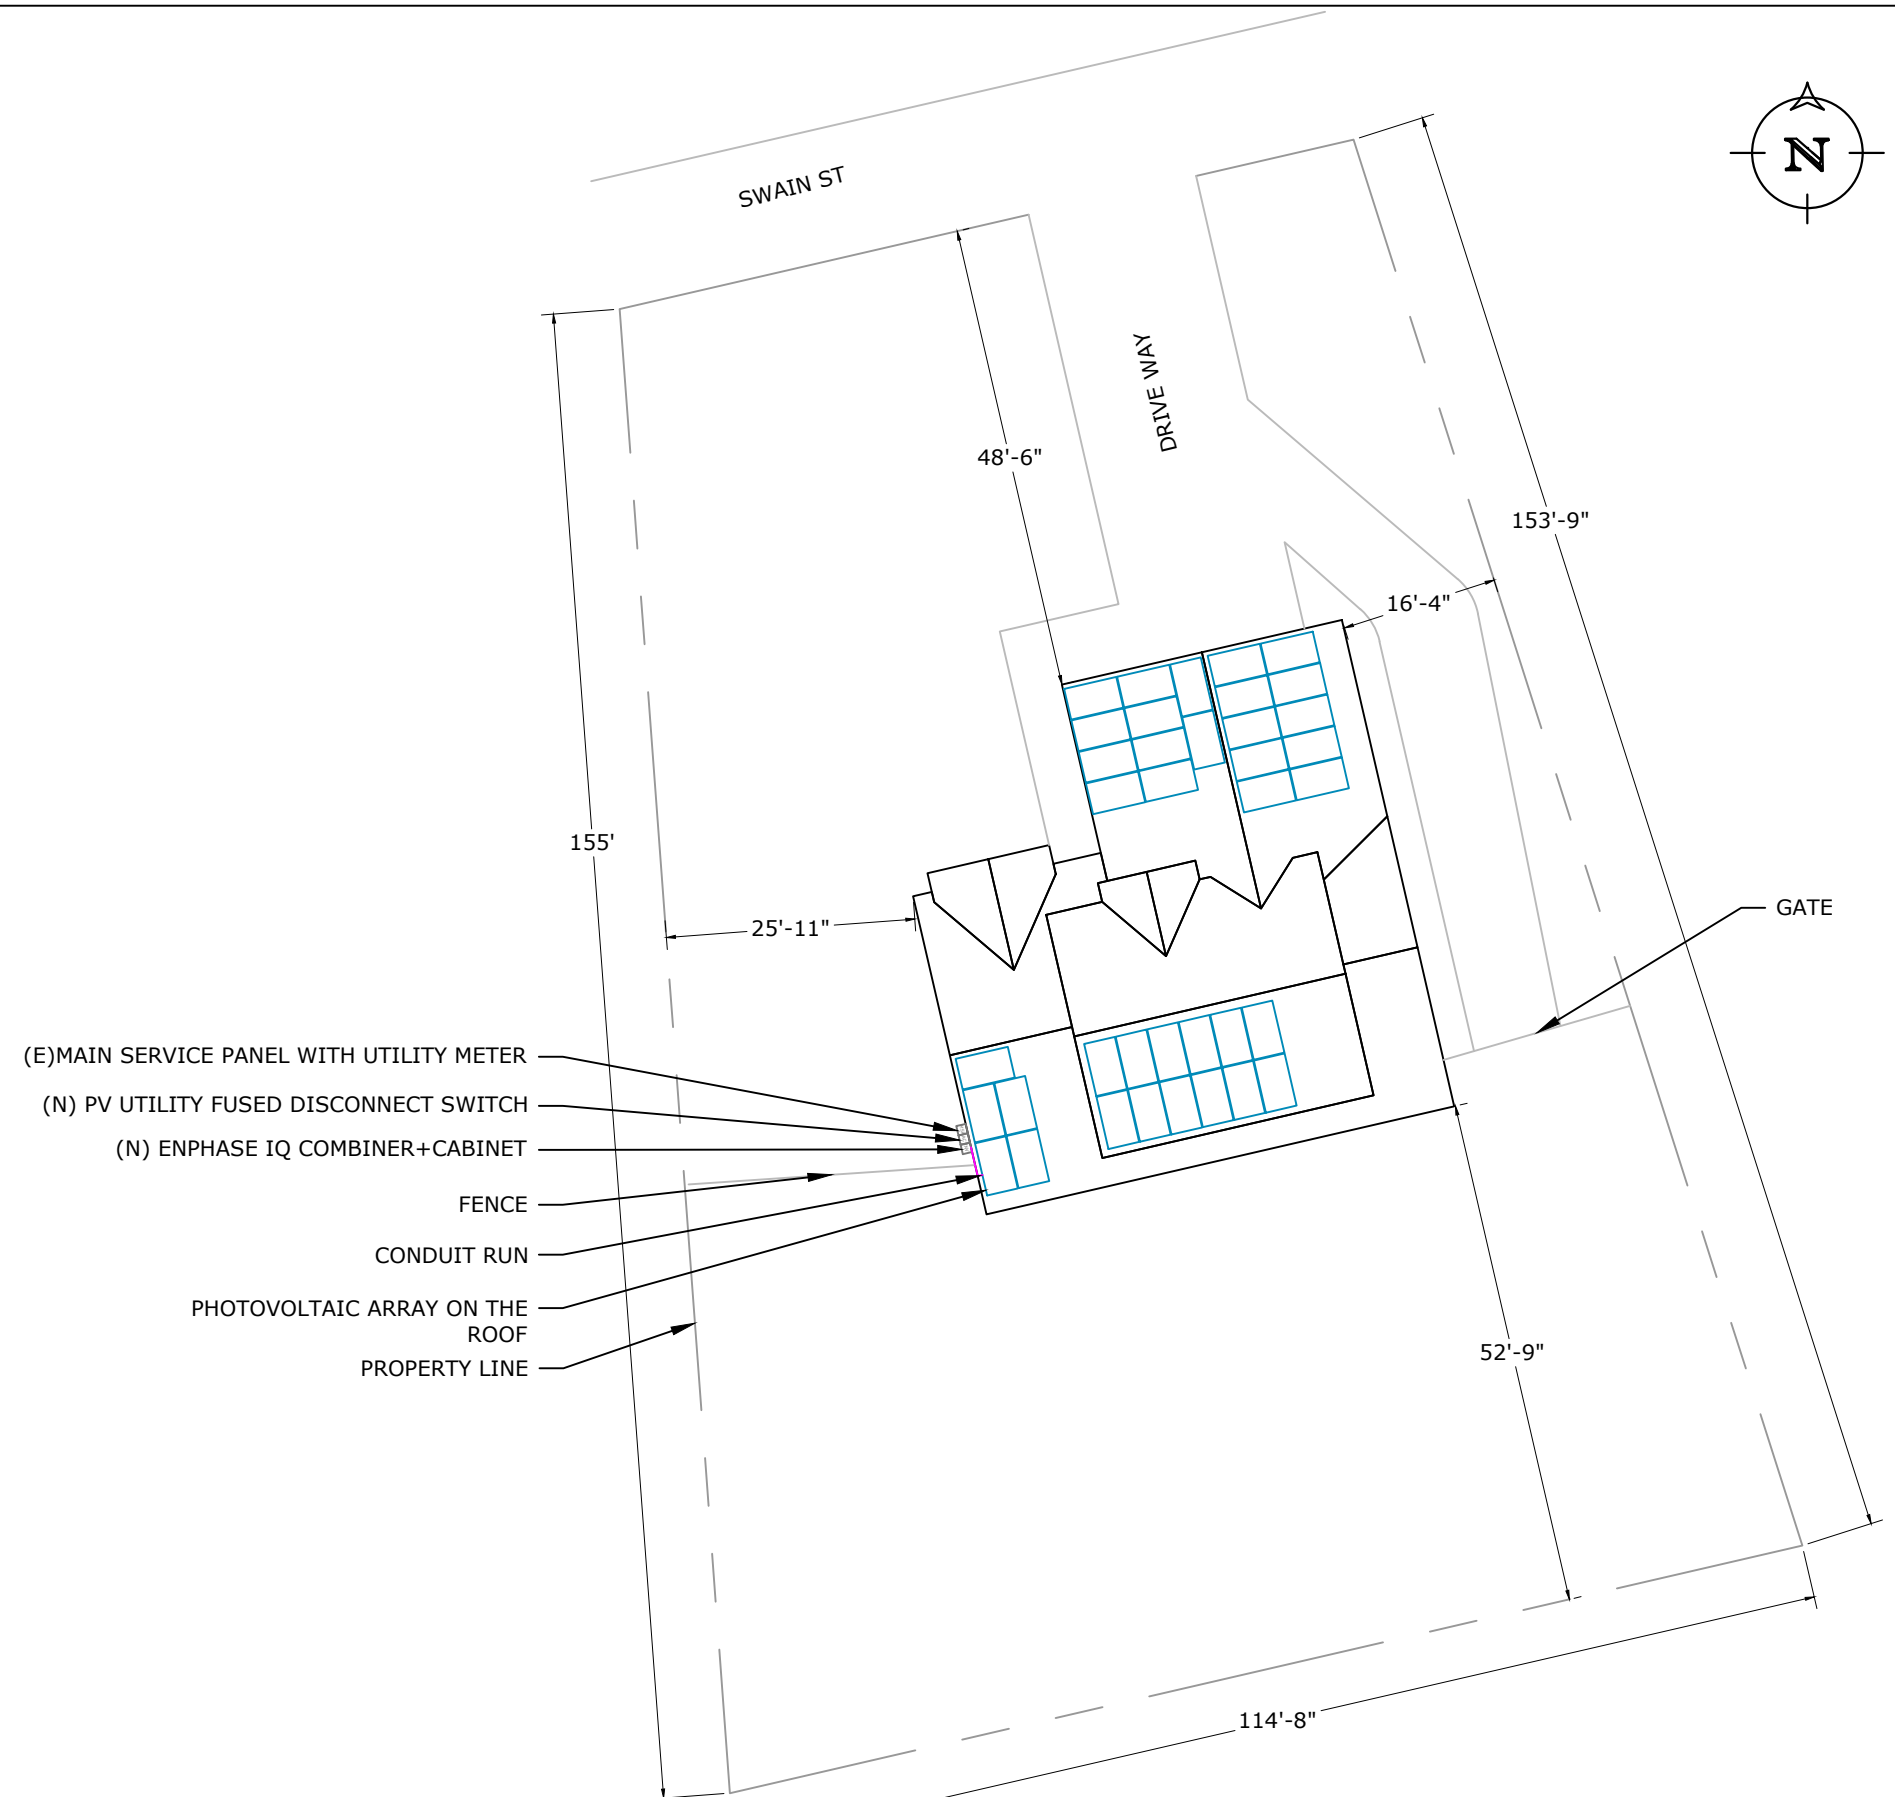 SWAIN ST
N
DRIVE WAY
48'-6"
153'-9"
16'-4"
155'
25'-11"
GATE
(E)MAIN SERVICE PANEL WITH UTILITY METER
(N) PV UTILITY FUSED DISCONNECT SWITCH
(N) ENPHASE IQ COMBINER+CABINET
FENCE
CONDUIT RUN
PHOTOVOLTAIC ARRAY ON THE
ROOF
PROPERTY LINE
52'-9"
114'-8"